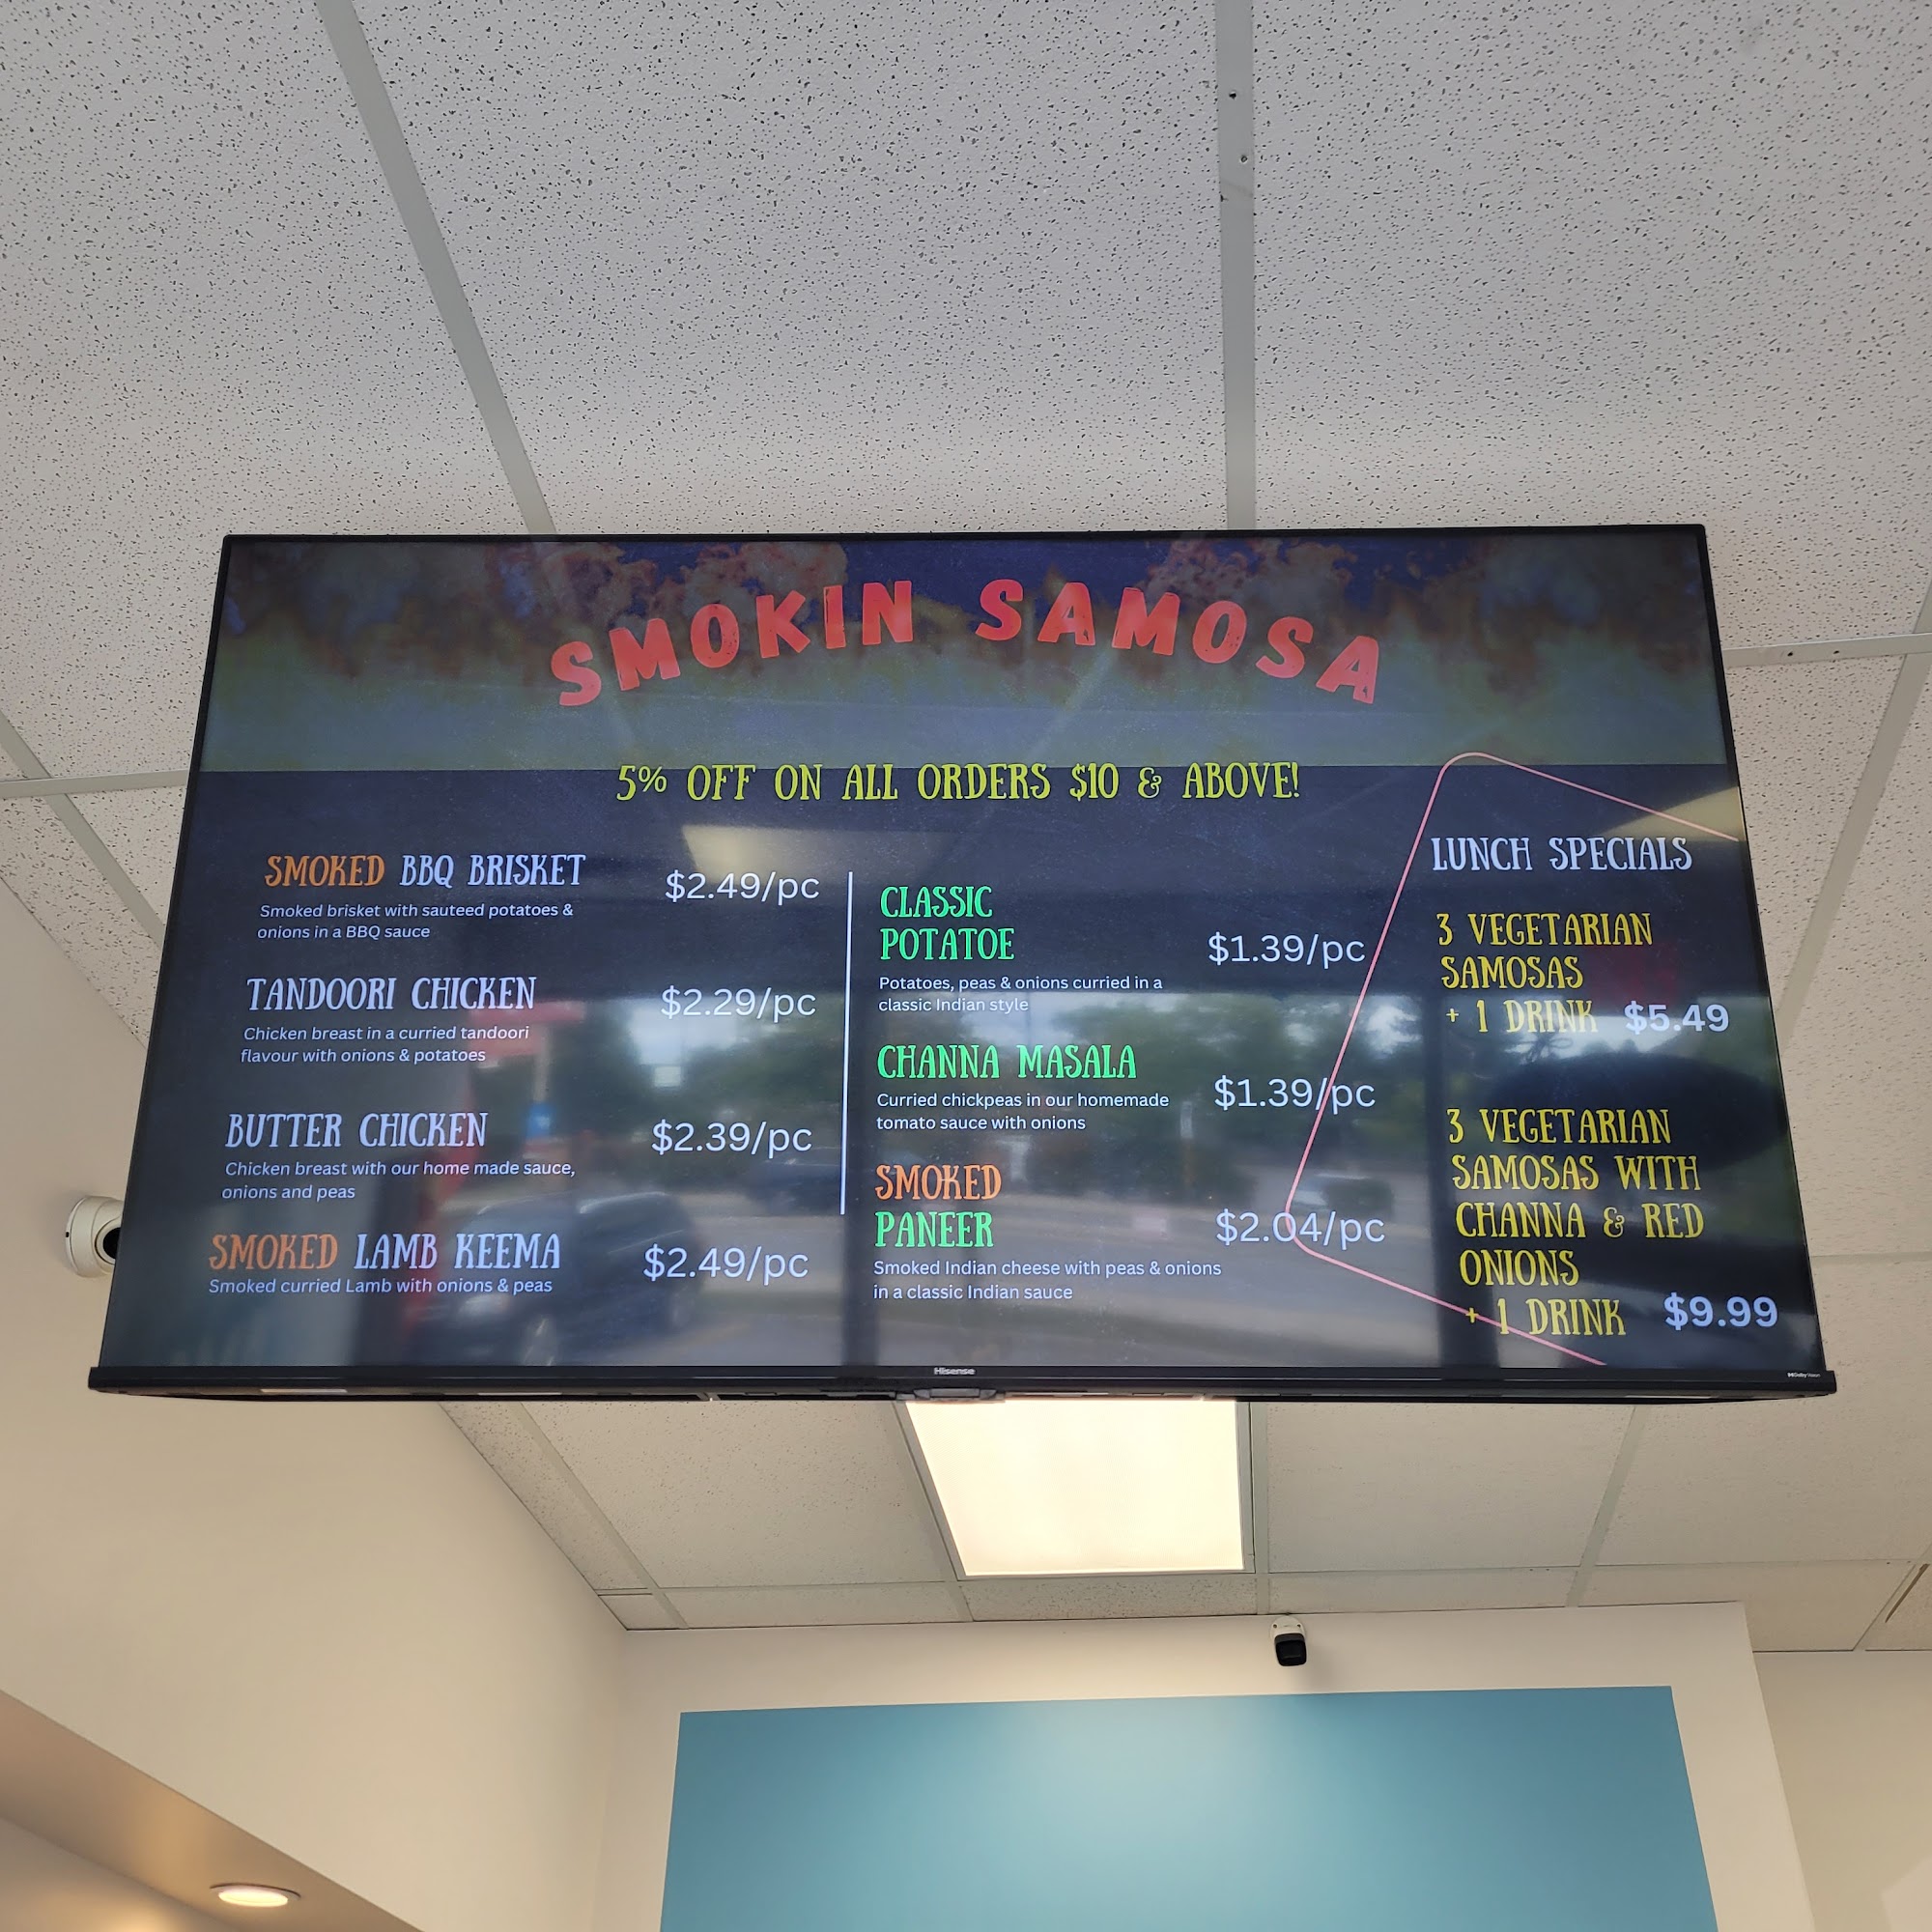 SMOKIN SAMOSA
5% OFF ON ALL ORDERS $10 & ABOVE!
SMOKED BBQ BRISKET
$2.49/pc
Smoked brisket with sauteed potatoes &
onions in a BBQ sauce
TANDOORI CHICKEN
$2.29/pc
Chicken breast in a curried tandoori
flavour with onions & potatoes
BUTTER CHICKEN
$2.39/pc
Chicken breast with our home made sauce,
onions and peas
SMOKED LAMB KEEMA
$2.49/pc
Smoked curried Lamb with onions & peas
CLASSIC
POTATOE
$1.39/pc
Potatoes, peas & onions curried in a
classic Indian style
CHANNA MASALA
$1.39/pc
Curried chickpeas in our homemade
tomato sauce with onions
SMOKED
PANEER
$2.04/pc
Smoked Indian cheese with peas & onions
in a classic Indian sauce
LUNCH SPECIALS
3 VEGETARIAN
SAMOSAS
+ 1 DRINK $5.49
3 VEGETARIAN
SAMOSAS WITH
CHANNA & RED
ONIONS
+ 1 DRINK $9.99
Hisense
Dolby Vision